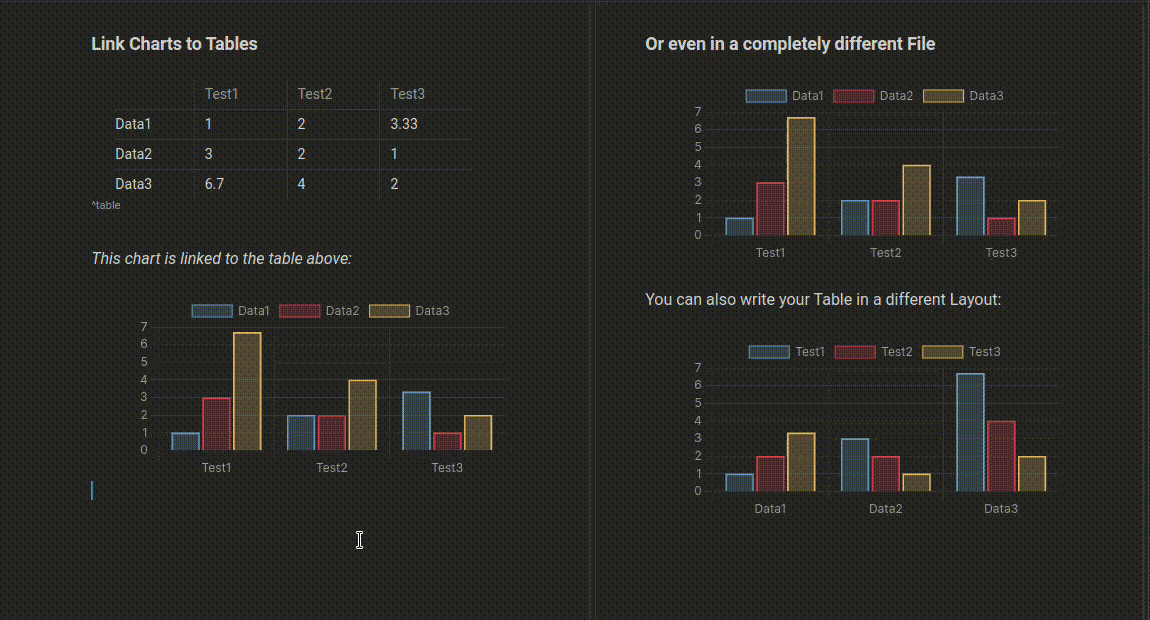 Link Charts to Tables
Test1 Test2 Test3
Data1 1 2 3.33
Data2 3 2 1
Data3 6.7 4 2
^table
This chart is linked to the table above:
Data1 Data2 Data3
7
6
5
4
3
2
1
0
Test1 Test2 Test3
Or even in a completely different File
Data1 Data2 Data3
7
6
5
4
3
2
1
0
Test1 Test2 Test3
You can also write your Table in a different Layout:
Test1 Test2 Test3
7
6
5
4
3
2
1
0
Data1 Data2 Data3